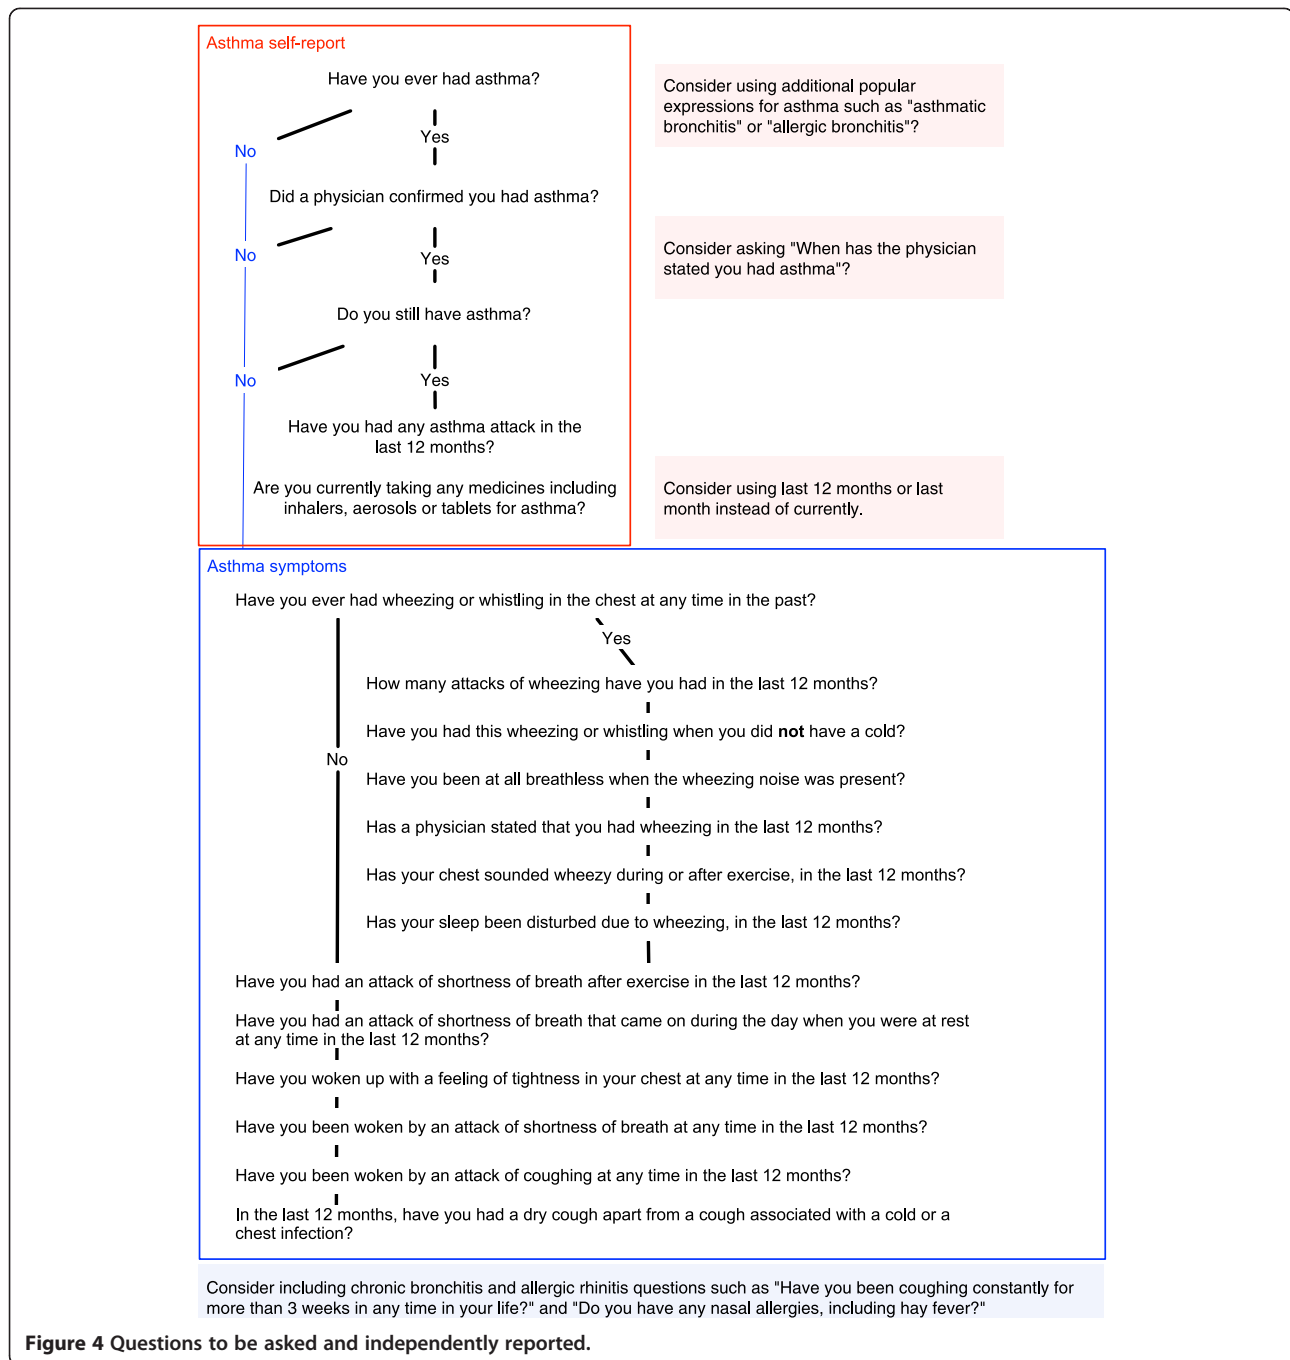 Asthma self-report
Have you ever had asthma?
Consider using additional popular
expressions for asthma such as "asthmatic
bronchitis" or "allergic bronchitis"?
Yes
No
Did a physician confirmed you had asthma?
Consider asking "When has the physician
stated you had asthma"?
No
Yes
Do you still have asthma?
No
Yes
Have you had any asthma attack in the
last 12 months?
Are you currently taking any medicines including
inhalers, aerosols or tablets for asthma?
Consider using last 12 months or last
month instead of currently.
Asthma symptoms
Have you ever had wheezing or whistling in the chest at any time in the past?
Yes
How many attacks of wheezing have you had in the last 12 months?
Have you had this wheezing or whistling when you did not have a cold?
No
Have you been at all breathless when the wheezing noise was present?
Has a physician stated that you had wheezing in the last 12 months?
Has your chest sounded wheezy during or after exercise, in the last 12 months?
Has your sleep been disturbed due to wheezing, in the last 12 months?
Have you had an attack of shortness of breath after exercise in the last 12 months?
Have you had an attack of shortness of breath that came on during the day when you were at rest
at any time in the last 12 months?
Have you woken up with a feeling of tightness in your chest at any time in the last 12 months?
Have you been woken by an attack of shortness of breath at any time in the last 12 months?
Have you been woken by an attack of coughing at any time in the last 12 months?
In the last 12 months, have you had a dry cough apart from a cough associated with a cold or a
chest infection?
Consider including chronic bronchitis and allergic rhinitis questions such as "Have you been coughing constantly for
more than 3 weeks in any time in your life?" and "Do you have any nasal allergies, including hay fever?"
Figure 4 Questions to be asked and independently reported.